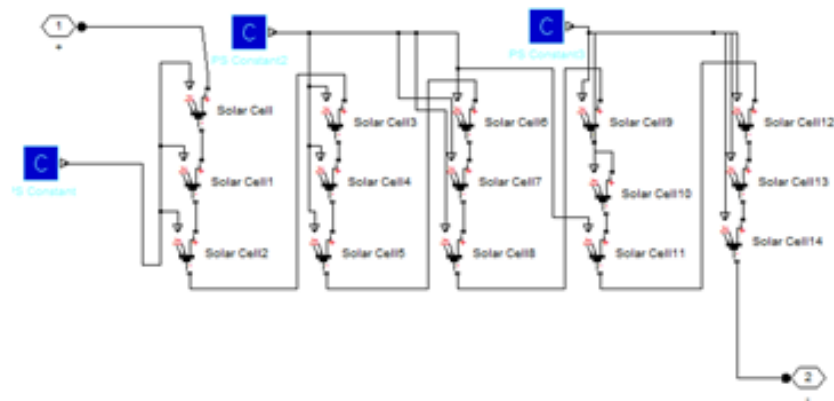 1
+
C
PS Constant2
C
PS Constant3
C
*S Constant
Solar Cell
Solar Cell1
Solar Cell2
Solar Cell3
Solar Cell4
Solar Cell5
Solar Cell6
Solar Cell7
Solar Cell8
Solar Cell9
Solar Cell10
Solar Cell11
Solar Cell12
Solar Cell13
Solar Cell14
2